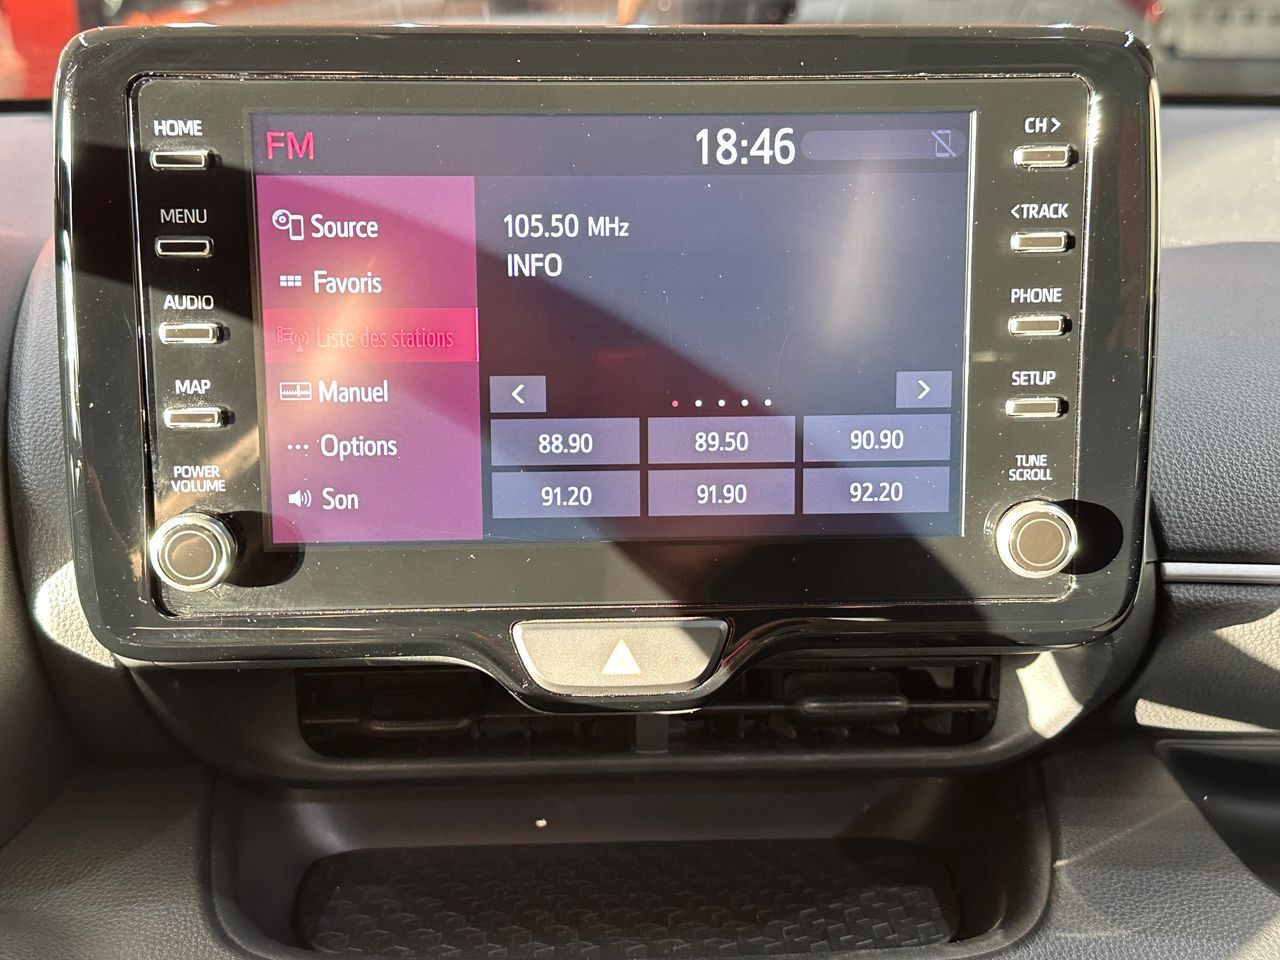 HOME
MENU
AUDIO
MAP
POWER
VOLUME
FM
18:46
Source
Favoris
Liste des stations
Manuel
Options
Son
105.50 MHz
INFO
<
>
88.90 89.50 90.90
91.20 91.90 92.20
CH>
<TRACK
PHONE
SETUP
TUNE
SCROLL